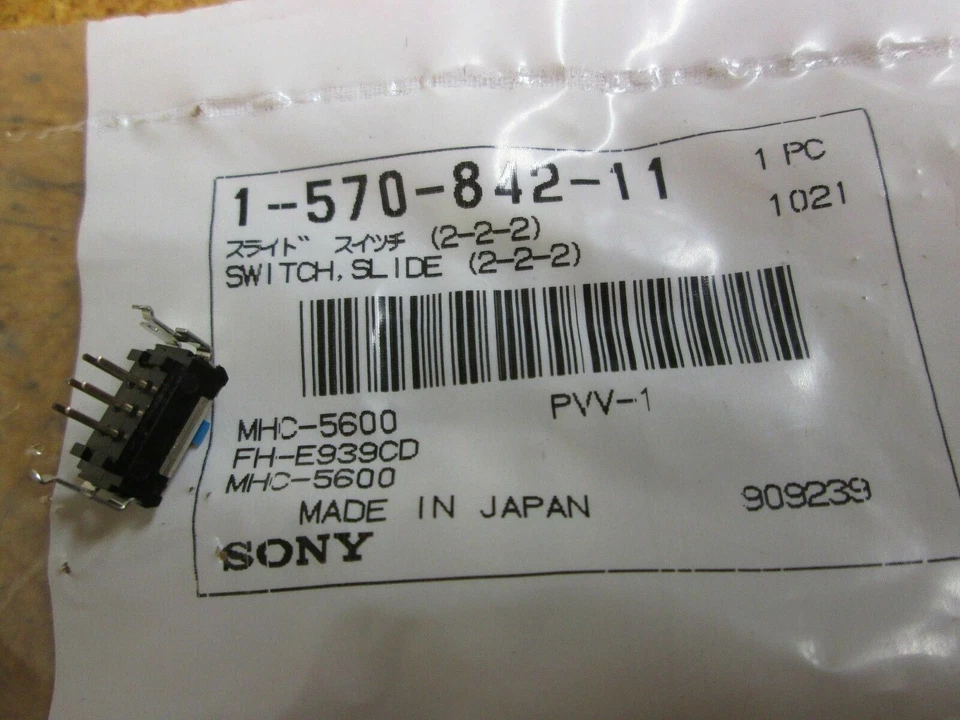 1-570-842-11
1 PC
1021
スライド スイッチ (2-2-2)
SWITCH, SLIDE (2-2-2)
PVV-1
MHC-5600
FH-E939CD
MHC-5600
MADE IN JAPAN
909239
SONY